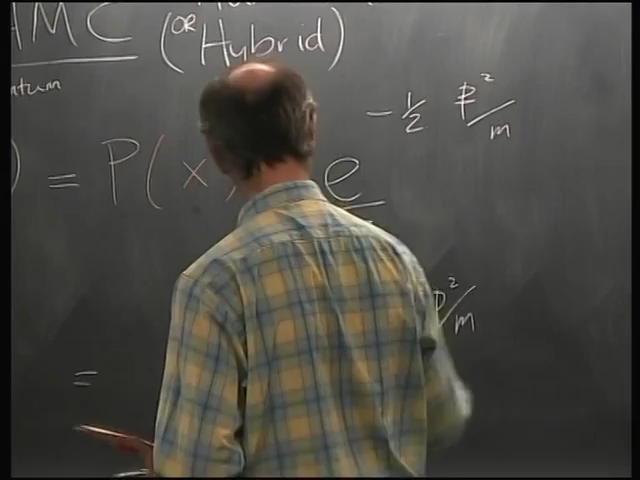 HMC (OR Hybrid)
ntum
) = P(x) e - 1/2 p²/m
p²/m
=